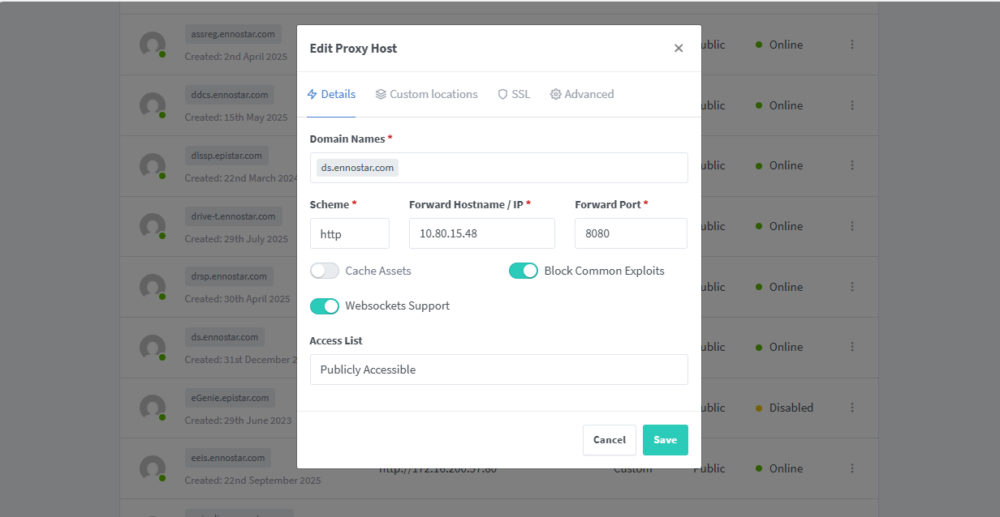 assreg.ennostar.com
Created: 2nd April 2025
ublic
Online
ddcs.ennostar.com
Created: 15th May 2025
ublic
Online
dlssp.epistar.com
Created: 22nd March 2024
ublic
Online
drive-t.ennostar.com
Created: 29th July 2025
ublic
Online
drsp.ennostar.com
Created: 30th April 2025
ublic
Online
ds.ennostar.com
Created: 31st December 2
ublic
Online
eGenie.epistar.com
Created: 29th June 2023
ublic
Disabled
eeis.ennostar.com
Created: 22nd September 2025
http://172.16.200.57:80
Custom
Public
Online
Edit Proxy Host
Details Custom locations SSL Advanced
Domain Names *
ds.ennostar.com
Scheme * Forward Hostname / IP * Forward Port *
http 10.80.15.48 8080
Cache Assets Block Common Exploits
Websockets Support
Access List
Publicly Accessible
Cancel Save